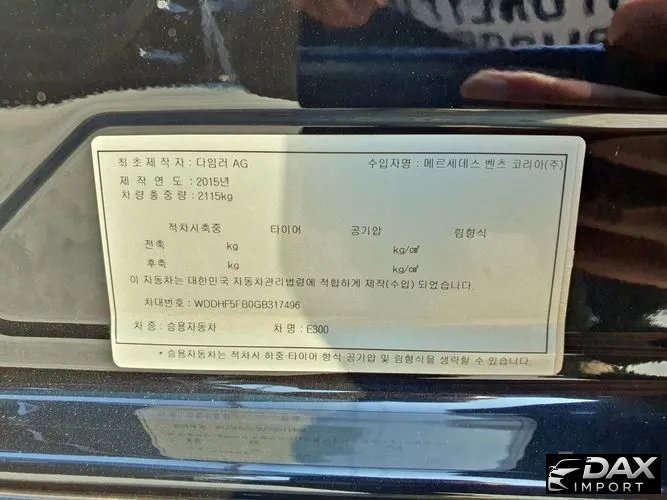 최초제작자 : 다임러 AG 수입자명 : 메르세데스 벤츠 코리아(주)
제작연도 : 2015년
차량총중량 : 2115kg
적차시축중 타이어 공기압 림형식
전축 kg kg/㎠
후축 kg kg/㎠
이 자동차는 대한민국 자동차관리법령에 적합하게 제작(수입) 되었습니다.
차대번호 : WDDHF5FB0GB317496
차종 : 승용자동차 차명 : E300
* 승용자동차는 적차시 하중·타이어 형식·공기압 및 림형식을 생략할 수 있습니다.
DAX
IMPORT